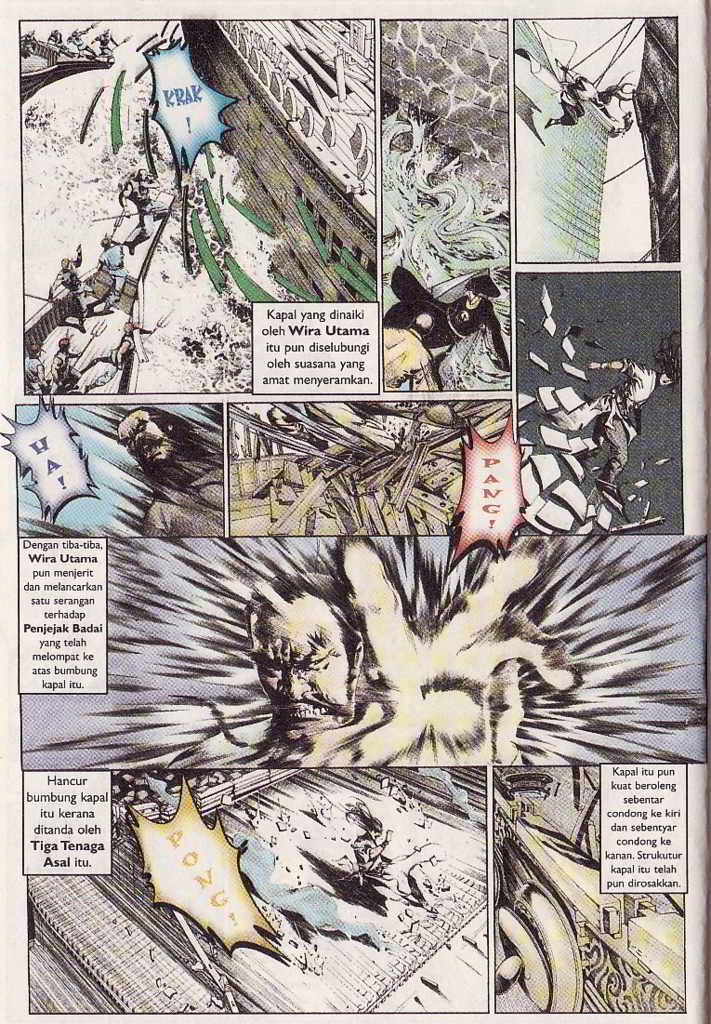 KRAK
!
Kapal yang dinaiki
oleh Wira Utama
itu pun diselubungi
oleh suasana yang
amat menyeramkan.
HA!
PANG!
Dengan tiba-tiba,
Wira Utama
pun menjerit
dan melancarkan
satu serangan
terhadap
Penjejak Badai
yang telah
melompat ke
atas bumbung
kapal itu.
Hancur
bumbung kapal
itu kerana
ditanda oleh
Tiga Tenaga
Asal itu.
PONG!
Kapal itu pun
kuat beroleng
sebentar
condong ke kiri
dan sebentyar
condong ke
kanan. Strukutur
kapal itu telah
pun dirosakkan.